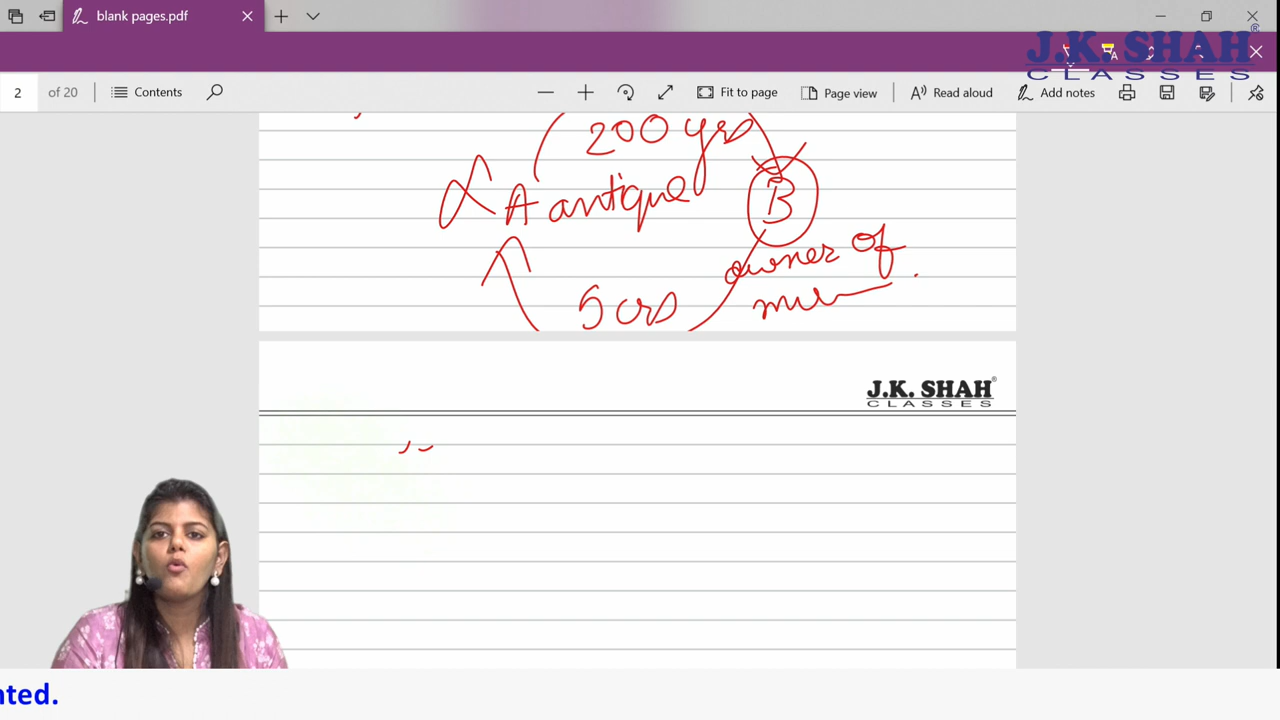 blank pages.pdf
J.K. SHAH®
CLASSES
2 of 20 Contents Fit to page Page view Read aloud Add notes
200 yrs
A antique B
owner of
5 crs
J.K. SHAH®
CLASSES
nted.